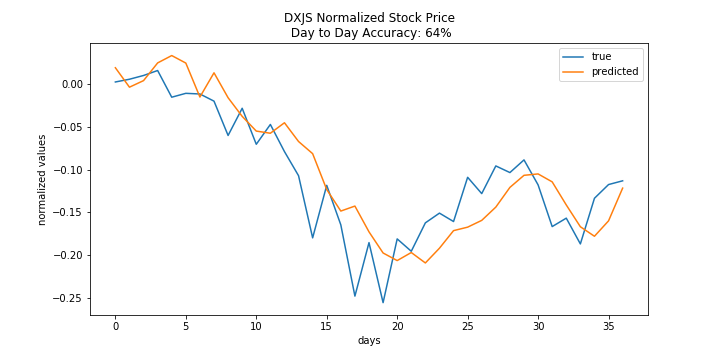 DXJS Normalized Stock Price
Day to Day Accuracy: 64%
true
predicted
normalized values
0.00
−0.05
−0.10
−0.15
−0.20
−0.25
0
5
10
15
20
25
30
35
days